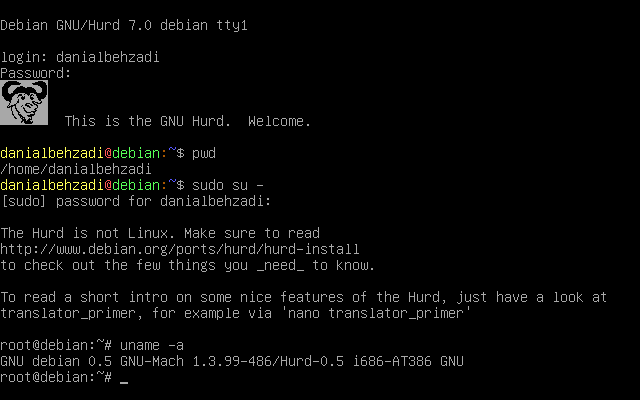 Debian GNU/Hurd 7.0 debian tty1
login: danialbehzadi
Password:
This is the GNU Hurd.  Welcome.
danialbehzadi@debian:~$ pwd
/home/danialbehzadi
danialbehzadi@debian:~$ sudo su -
[sudo] password for danialbehzadi:
The Hurd is not Linux. Make sure to read
http://www.debian.org/ports/hurd/hurd-install
to check out the few things you _need_ to know.
To read a short intro on some nice features of the Hurd, just have a look at
translator_primer, for example via 'nano translator_primer'
root@debian:~# uname -a
GNU debian 0.5 GNU-Mach 1.3.99-486/Hurd-0.5 i686-AT386 GNU
root@debian:~# _